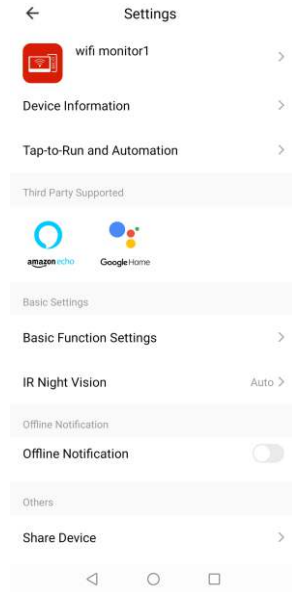 Settings
wifi monitor1
Device Information
Tap-to-Run and Automation
Third Party Supported
amazon echo
Google Home
Basic Settings
Basic Function Settings
IR Night Vision Auto
Offline Notification
Offline Notification
Others
Share Device